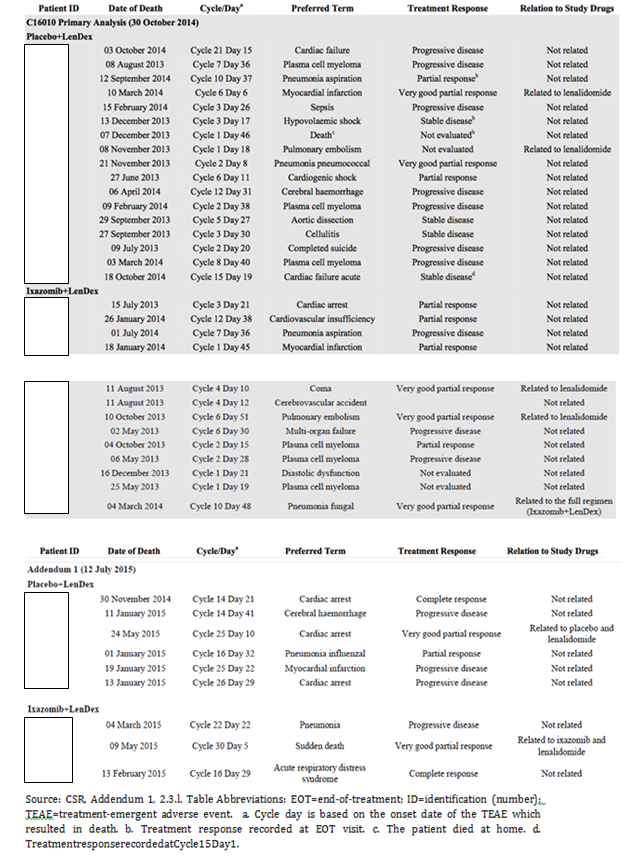 Patient ID Date of Death Cycle/Dayᵃ Preferred Term Treatment Response Relation to Study Drugs
C16010 Primary Analysis (30 October 2014)
Placebo+LenDex
03 October 2014 Cycle 21 Day 15 Cardiac failure Progressive disease Not related
08 August 2013 Cycle 7 Day 36 Plasma cell myeloma Progressive disease Not related
12 September 2014 Cycle 10 Day 37 Pneumonia aspiration Partial responseᵇ Not related
10 March 2014 Cycle 6 Day 6 Myocardial infarction Very good partial response Related to lenalidomide
15 February 2014 Cycle 3 Day 26 Sepsis Progressive disease Not related
13 December 2013 Cycle 3 Day 17 Hypovolaemic shock Stable diseaseᵇ Not related
07 December 2013 Cycle 1 Day 46 Deathᶜ Not evaluatedᵇ Not related
08 November 2013 Cycle 1 Day 18 Pulmonary embolism Not evaluated Related to lenalidomide
21 November 2013 Cycle 2 Day 8 Pneumonia pneumococcal Very good partial response Not related
27 June 2013 Cycle 6 Day 11 Cardiogenic shock Partial response Not related
06 April 2014 Cycle 12 Day 31 Cerebral haemorrhage Progressive disease Not related
09 February 2014 Cycle 2 Day 38 Plasma cell myeloma Progressive disease Not related
29 September 2013 Cycle 5 Day 27 Aortic dissection Stable disease Not related
27 September 2013 Cycle 3 Day 30 Cellulitis Stable disease Not related
09 July 2013 Cycle 2 Day 20 Completed suicide Progressive disease Not related
03 March 2014 Cycle 8 Day 40 Plasma cell myeloma Progressive disease Not related
18 October 2014 Cycle 15 Day 19 Cardiac failure acute Stable diseaseᵈ Not related
Ixazomib+LenDex
15 July 2013 Cycle 3 Day 21 Cardiac arrest Partial response Not related
26 January 2014 Cycle 12 Day 38 Cardiovascular insufficiency Partial response Not related
01 July 2014 Cycle 7 Day 36 Pneumonia aspiration Progressive disease Not related
18 January 2014 Cycle 1 Day 45 Myocardial infarction Partial response Not related
11 August 2013 Cycle 4 Day 10 Coma Very good partial response Related to lenalidomide
11 August 2013 Cycle 4 Day 12 Cerebrovascular accident Not related
10 October 2013 Cycle 6 Day 51 Pulmonary embolism Very good partial response Related to lenalidomide
02 May 2013 Cycle 6 Day 30 Multi-organ failure Progressive disease Not related
04 October 2013 Cycle 2 Day 15 Plasma cell myeloma Partial response Not related
06 May 2013 Cycle 2 Day 28 Plasma cell myeloma Progressive disease Not related
16 December 2013 Cycle 1 Day 21 Diastolic dysfunction Not evaluated Not related
25 May 2013 Cycle 1 Day 19 Plasma cell myeloma Not evaluated Not related
04 March 2014 Cycle 10 Day 48 Pneumonia fungal Very good partial response Related to the full regimen
(Ixazomib+LenDex)
Patient ID Date of Death Cycle/Dayᵃ Preferred Term Treatment Response Relation to Study Drugs
Addendum 1 (12 July 2015)
Placebo+LenDex
30 November 2014 Cycle 14 Day 21 Cardiac arrest Complete response Not related
11 January 2015 Cycle 14 Day 41 Cerebral haemorrhage Progressive disease Not related
24 May 2015 Cycle 25 Day 10 Cardiac arrest Very good partial response Related to placebo and
lenalidomide
01 January 2015 Cycle 16 Day 32 Pneumonia influenzal Partial response Not related
19 January 2015 Cycle 25 Day 22 Myocardial infarction Progressive disease Not related
13 January 2015 Cycle 26 Day 29 Cardiac arrest Progressive disease Not related
Ixazomib+LenDex
04 March 2015 Cycle 22 Day 22 Pneumonia Progressive disease Not related
09 May 2015 Cycle 30 Day 5 Sudden death Very good partial response Related to ixazomib and
lenalidomide
13 February 2015 Cycle 16 Day 29 Acute respiratory distress
syndrome Complete response Not related
Source: CSR, Addendum 1, 2.3.l. Table Abbreviations: EOT=end-of-treatment; ID=identification (number);
TEAE=treatment-emergent adverse event. a. Cycle day is based on the onset date of the TEAE which
resulted in death. b. Treatment response recorded at EOT visit. c. The patient died at home. d.
TreatmentresponserecordedatCycle15Day1.